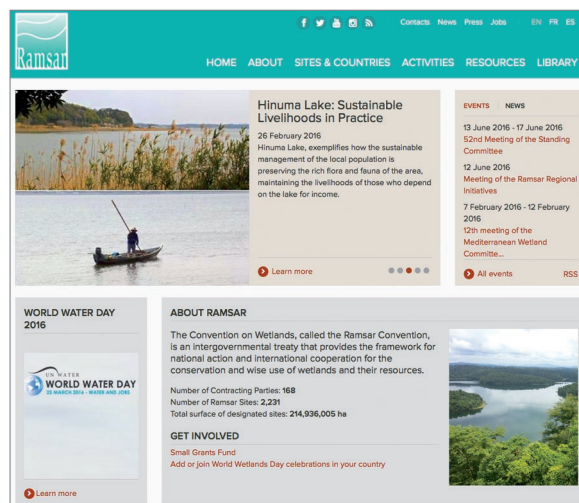 Ramsar
Contacts News Press Jobs EN FR ES
HOME ABOUT SITES & COUNTRIES ACTIVITIES RESOURCES LIBRARY
Hinuma Lake: Sustainable
Livelihoods in Practice
26 February 2016
Hinuma Lake, exemplifies how the sustainable
management of the local population is
preserving the rich flora and fauna of the area,
maintaining the livelihoods of those who depend
on the lake for income.
Learn more
EVENTS NEWS
13 June 2016 - 17 June 2016
52nd Meeting of the Standing
Committee
12 June 2016
Meeting of the Ramsar Regional
Initiatives
7 February 2016 - 12 February
2016
12th meeting of the
Mediterranean Wetland
Committe...
All events RSS
WORLD WATER DAY
2016
UN WATER
WORLD WATER DAY
22 MARCH 2016 - WATER AND JOBS
Learn more
ABOUT RAMSAR
The Convention on Wetlands, called the Ramsar Convention,
is an intergovernmental treaty that provides the framework for
national action and international cooperation for the
conservation and wise use of wetlands and their resources.
Number of Contracting Parties: 168
Number of Ramsar Sites: 2,231
Total surface of designated sites: 214,936,005 ha
GET INVOLVED
Small Grants Fund
Add or join World Wetlands Day celebrations in your country